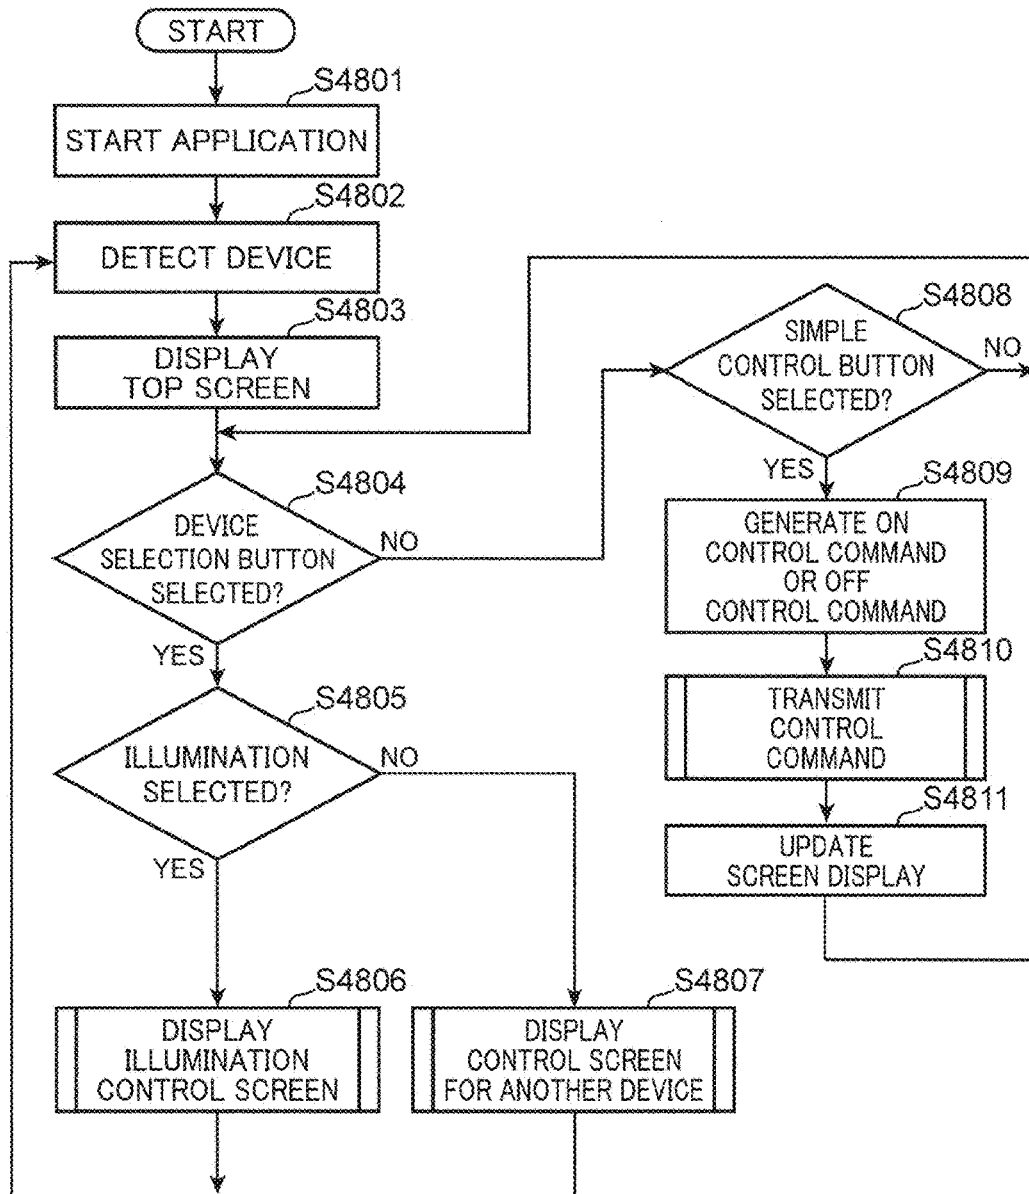 START
S4801
START APPLICATION
S4802
DETECT DEVICE
S4803
DISPLAY
TOP SCREEN
S4804
DEVICE
SELECTION BUTTON
SELECTED?
NO
YES
S4805
ILLUMINATION
SELECTED?
NO
YES
S4806
DISPLAY
ILLUMINATION
CONTROL SCREEN
S4807
DISPLAY
CONTROL SCREEN
FOR ANOTHER DEVICE
S4808
SIMPLE
CONTROL BUTTON
SELECTED?
NO
YES
S4809
GENERATE ON
CONTROL COMMAND
OR OFF
CONTROL COMMAND
S4810
TRANSMIT
CONTROL
COMMAND
S4811
UPDATE
SCREEN DISPLAY